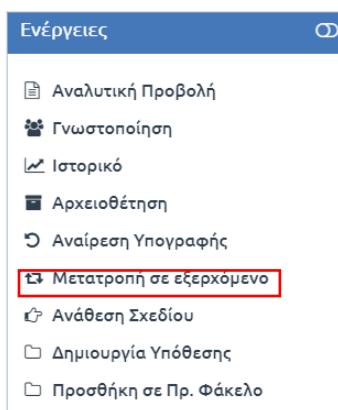 Ενέργειες
Αναλυτική Προβολή
Γνωστοποίηση
Ιστορικό
Αρχειοθέτηση
Αναίρεση Υπογραφής
Μετατροπή σε εξερχόμενο
Ανάθεση Σχεδίου
Δημιουργία Υπόθεσης
Προσθήκη σε Πρ. Φάκελο